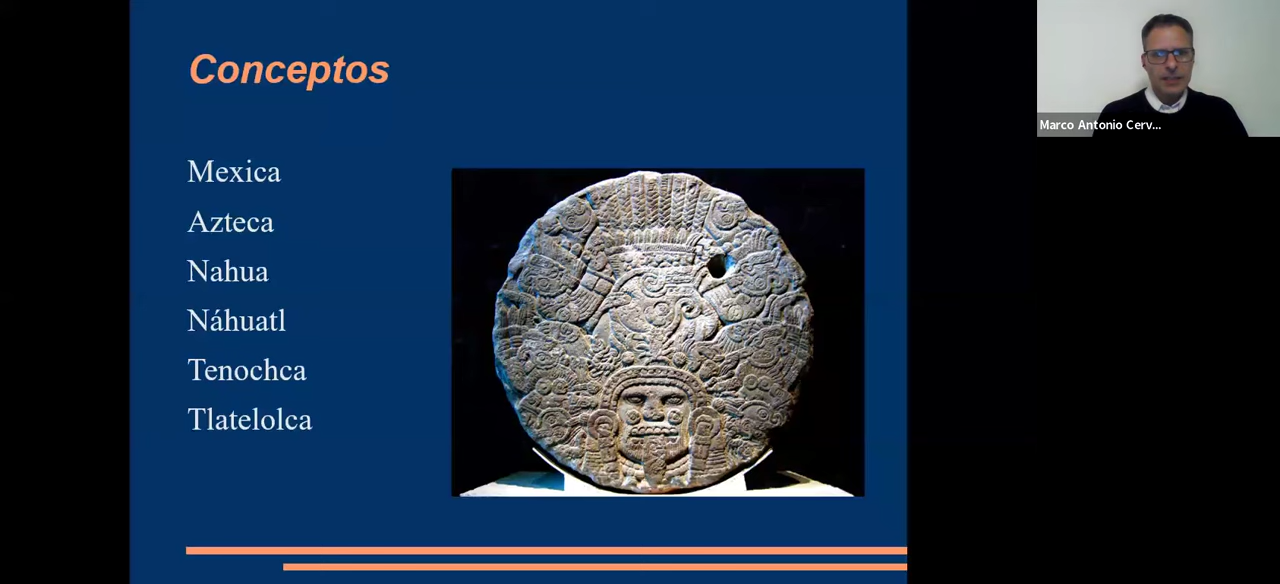 Conceptos
Mexica
Azteca
Nahua
Náhuatl
Tenochca
Tlatelolca
Marco Antonio Cerv...